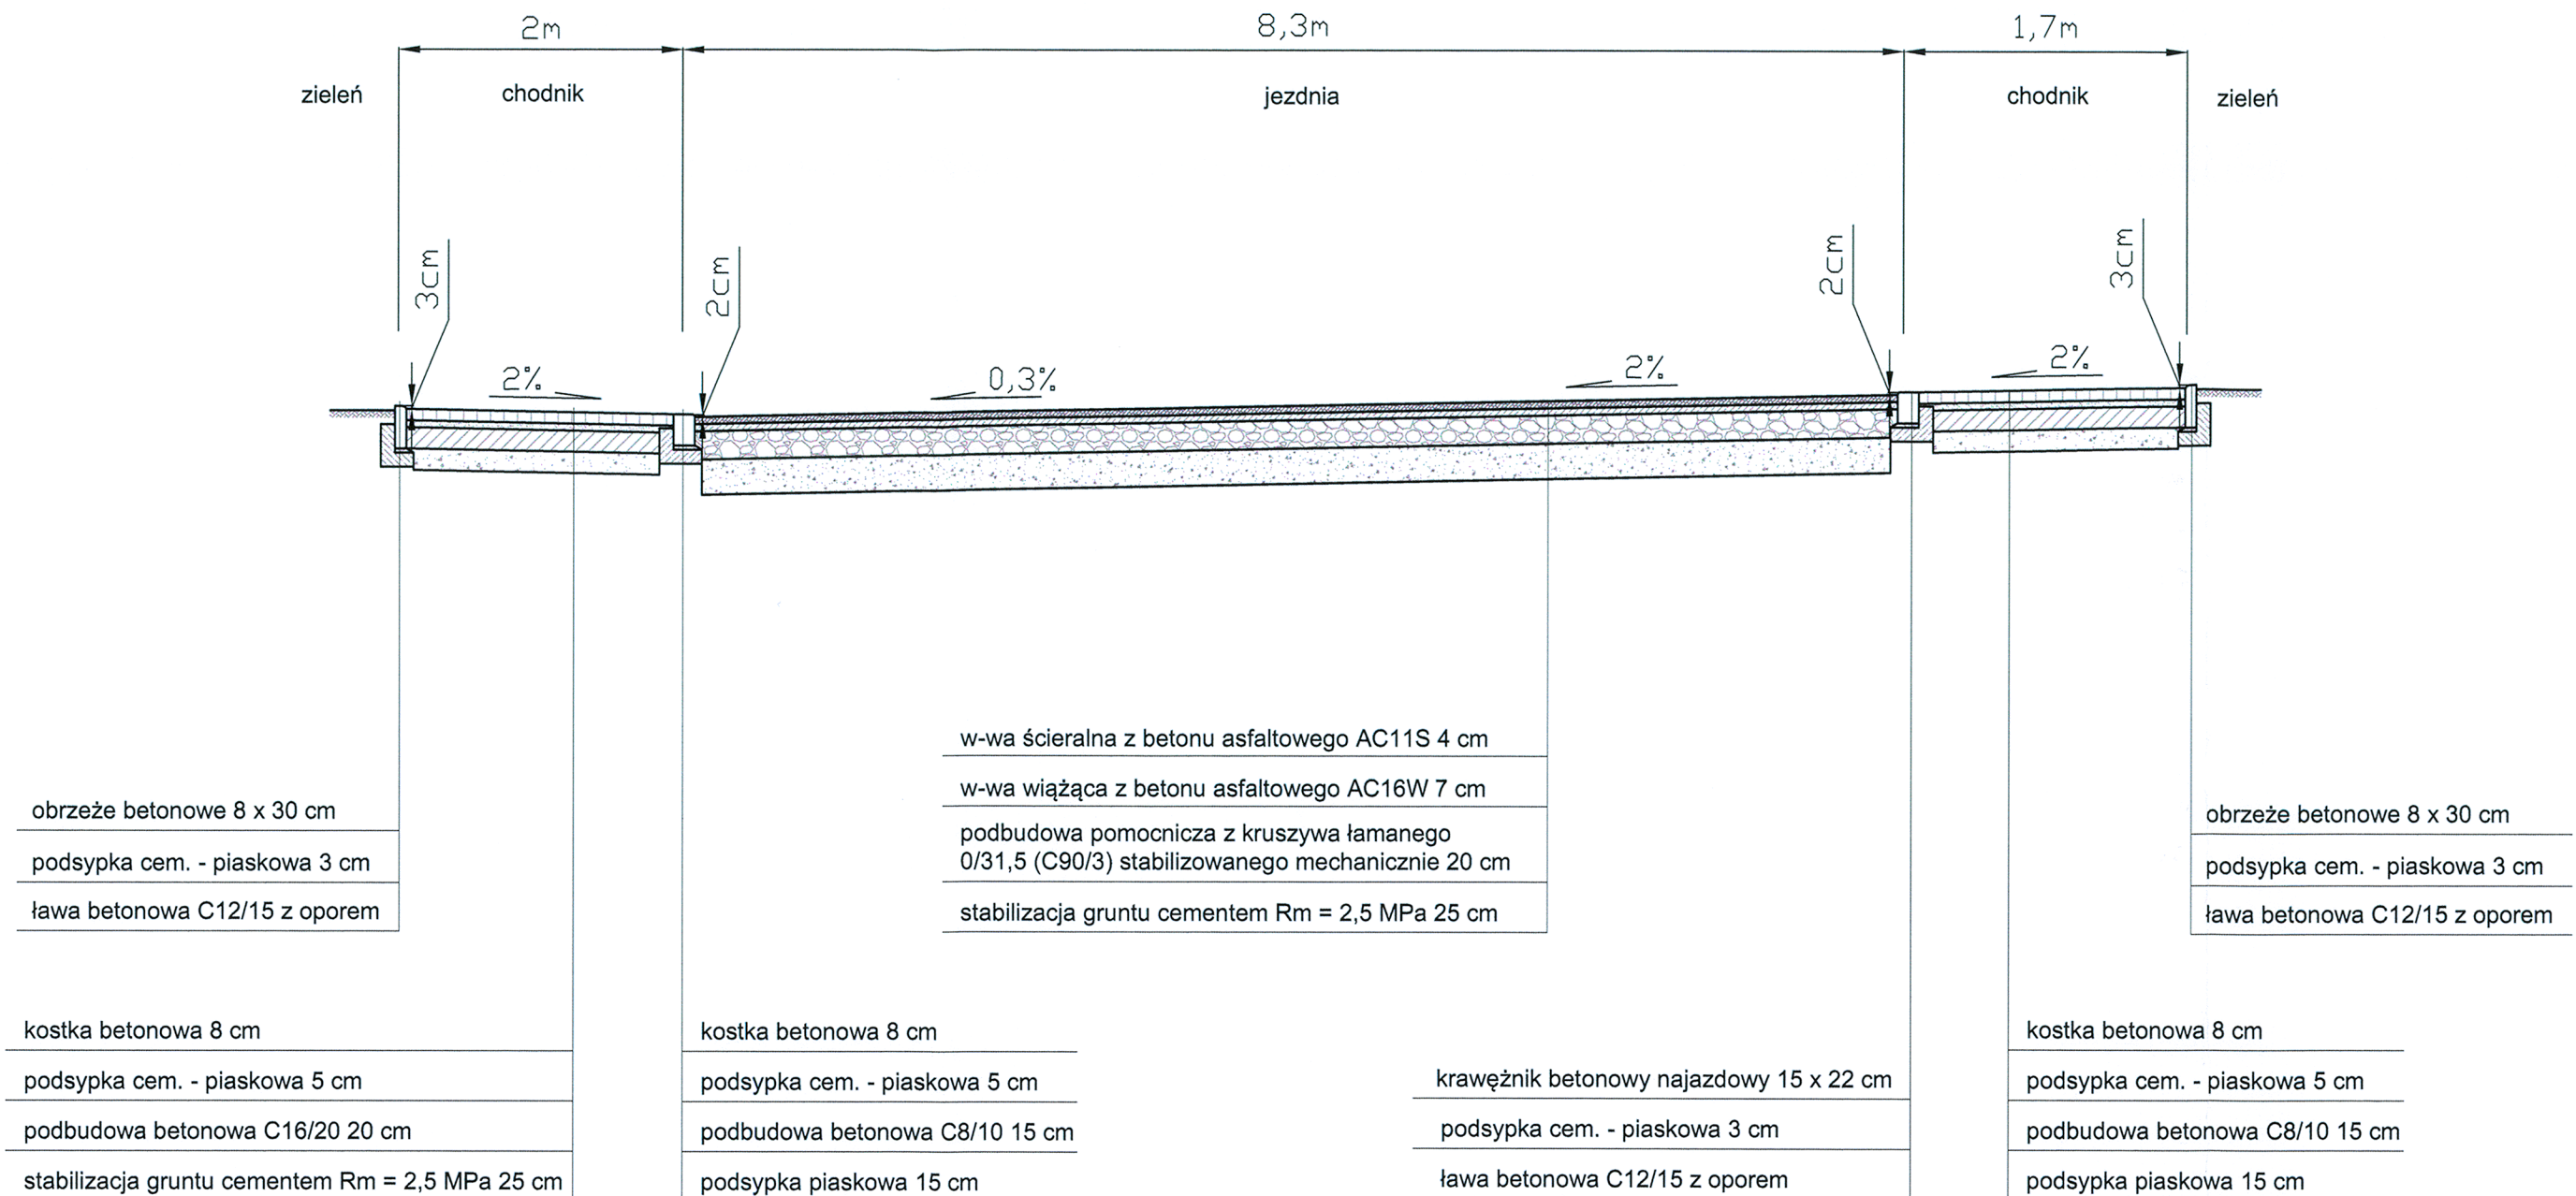 2m
8,3m
1,7m
zieleń
chodnik
jezdnia
chodnik
zieleń
3cm
2cm
2cm
3cm
2%
0,3%
2%
2%
w-wa ścieralna z betonu asfaltowego AC11S 4 cm
w-wa wiążąca z betonu asfaltowego AC16W 7 cm
podbudowa pomocnicza z kruszywa łamanego
0/31,5 (C90/3) stabilizowanego mechanicznie 20 cm
stabilizacja gruntu cementem Rm = 2,5 MPa 25 cm
obrzeże betonowe 8 x 30 cm
podsypka cem. - piaskowa 3 cm
ława betonowa C12/15 z oporem
obrzeże betonowe 8 x 30 cm
podsypka cem. - piaskowa 3 cm
ława betonowa C12/15 z oporem
kostka betonowa 8 cm
podsypka cem. - piaskowa 5 cm
podbudowa betonowa C16/20 20 cm
stabilizacja gruntu cementem Rm = 2,5 MPa 25 cm
kostka betonowa 8 cm
podsypka cem. - piaskowa 5 cm
podbudowa betonowa C8/10 15 cm
podsypka piaskowa 15 cm
krawężnik betonowy najazdowy 15 x 22 cm
podsypka cem. - piaskowa 3 cm
ława betonowa C12/15 z oporem
kostka betonowa 8 cm
podsypka cem. - piaskowa 5 cm
podbudowa betonowa C8/10 15 cm
podsypka piaskowa 15 cm